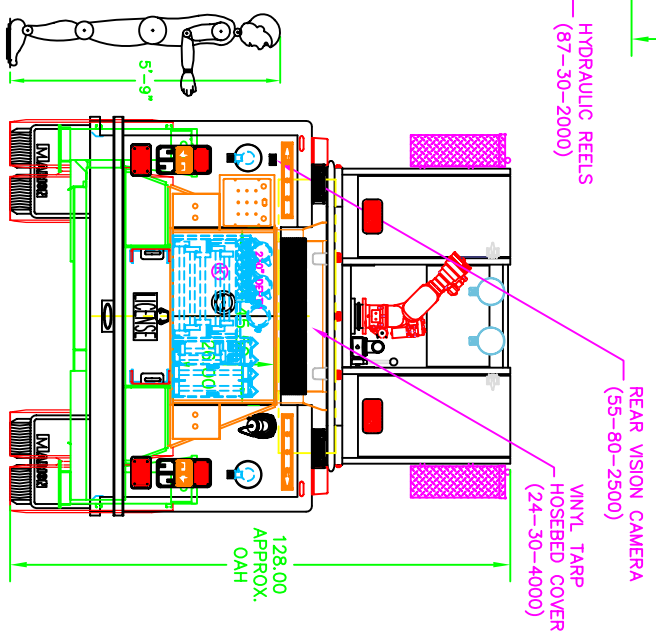 HYDRAULIC REELS
(87-30-2000)
5'-9"
REAR VISION CAMERA
(55-80-2500)
VINYL TARP
HOSEBED COVER
(24-30-4000)
LICENSE
128.00
APPROX.
OAH